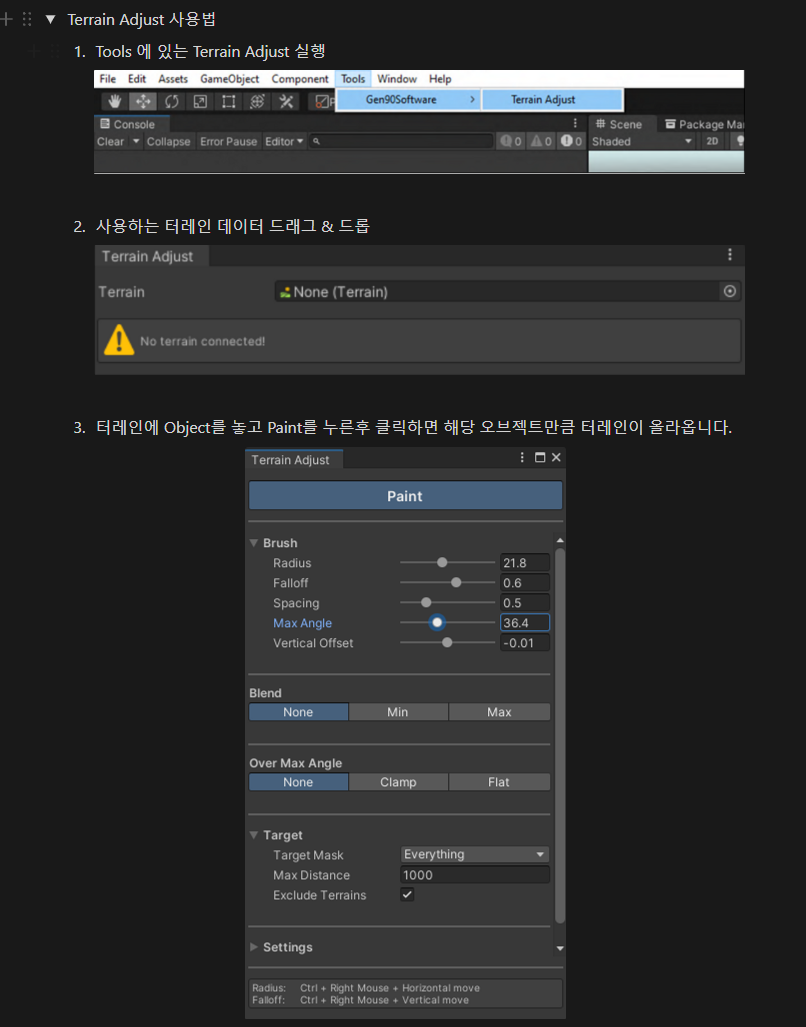 Terrain Adjust 사용법
1. Tools 에 있는 Terrain Adjust 실행
File Edit Assets GameObject Component Tools Window Help
Gen90Software > Terrain Adjust
Console
Scene Package Ma
Clear Collapse Error Pause Editor 0 0 0
Shaded 2D
2. 사용하는 터레인 데이터 드래그 & 드롭
Terrain Adjust
Terrain None (Terrain)
No terrain connected!
3. 터레인에 Object를 놓고 Paint를 누른후 클릭하면 해당 오브젝트만큼 터레인이 올라옵니다.
Terrain Adjust
Paint
Brush
Radius 21.8
Falloff 0.6
Spacing 0.5
Max Angle 36.4
Vertical Offset -0.01
Blend
None Min Max
Over Max Angle
None Clamp Flat
Target
Target Mask Everything
Max Distance 1000
Exclude Terrains
Settings
Radius: Ctrl + Right Mouse + Horizontal move
Falloff: Ctrl + Right Mouse + Vertical move